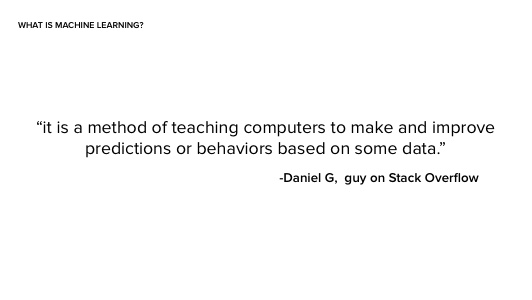 WHAT IS MACHINE LEARNING?
“it is a method of teaching computers to make and improve
predictions or behaviors based on some data.”
-Daniel G,  guy on Stack Overflow